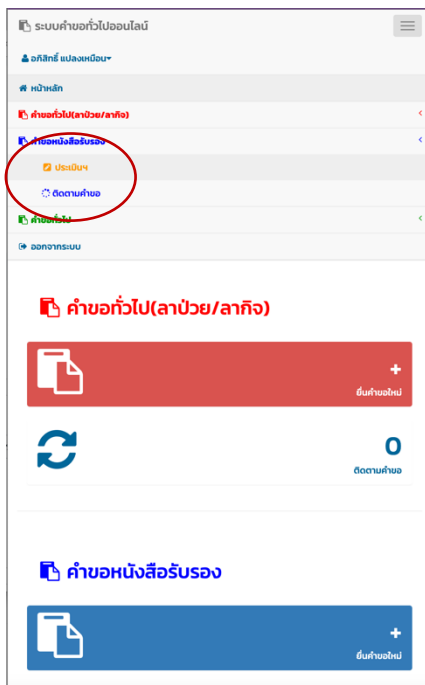 ระบบคำขอทั่วไปออนไลน์
อภิสิทธิ์ แปลงเหมือน
หน้าหลัก
คำขอทั่วไป(ลาป่วย/ลากิจ)
คำขอหนังสือรับรอง
ประเมินฯ
ติดตามคำขอ
คำขอทั่วไป
ออกจากระบบ
คำขอทั่วไป(ลาป่วย/ลากิจ)
+
ยื่นคำขอใหม่
0
ติดตามคำขอ
คำขอหนังสือรับรอง
+
ยื่นคำขอใหม่